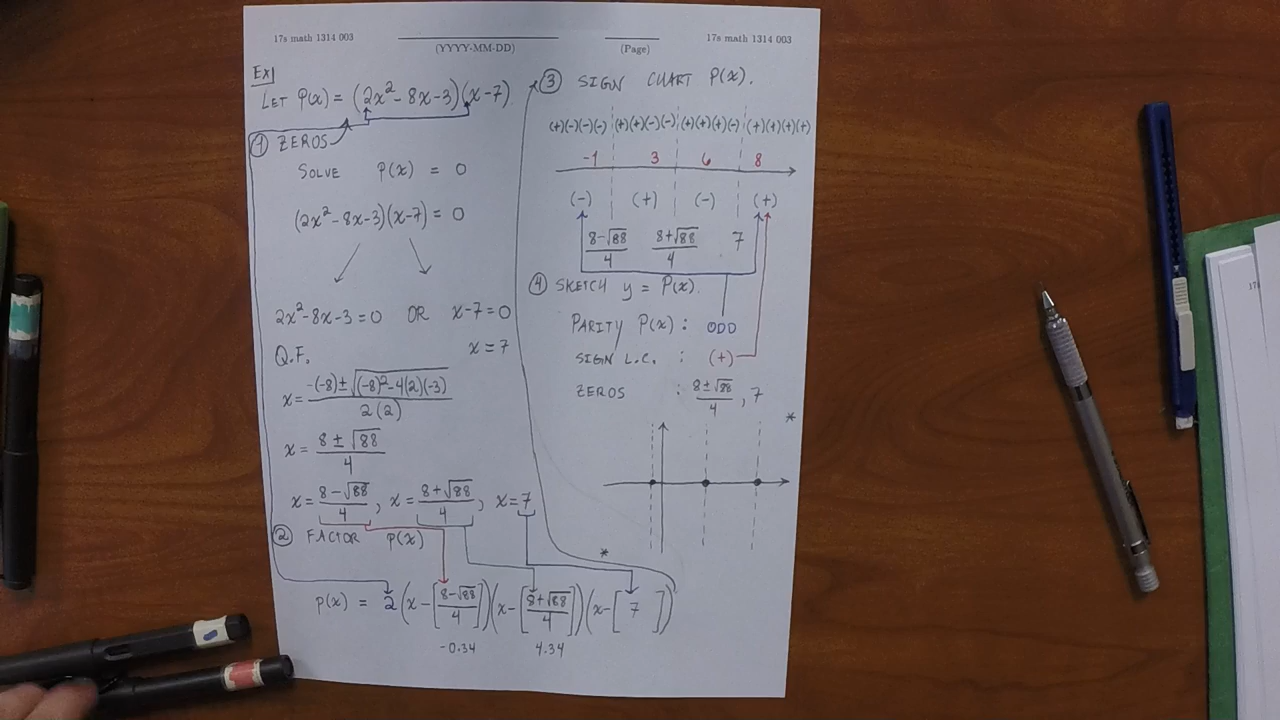 17s math 1314 003
(YYYY-MM-DD)
(Page)
17s math 1314 003
Ex1
LET P(x) = (2x² - 8x - 3)(x - 7)
① ZEROS
SOLVE P(x) = 0
(2x² - 8x - 3)(x - 7) = 0
2x² - 8x - 3 = 0 OR x - 7 = 0
Q.F. x = 7
x = (-(-8) ± √((-8)² - 4(2)(-3))) / 2(2)
x = (8 ± √88) / 4
x = (8 - √88) / 4 , x = (8 + √88) / 4 , x = 7
② FACTOR P(x)
p(x) = 2 (x - [(8 - √88) / 4])(x - [(8 + √88) / 4])(x - [7])
-0.34 4.34
③ SIGN CHART P(x).
(+)(-)(-)(-) (+)(+)(-)(-) (+)(+)(+)(-) (+)(+)(+)(+)
-1 3 6 8
(-) (+) (-) (+)
(8 - √88) / 4 (8 + √88) / 4 7
④ SKETCH y = P(x).
PARITY P(x) : ODD
SIGN L.C. : (+)
ZEROS : (8 ± √88) / 4 , 7
*
*